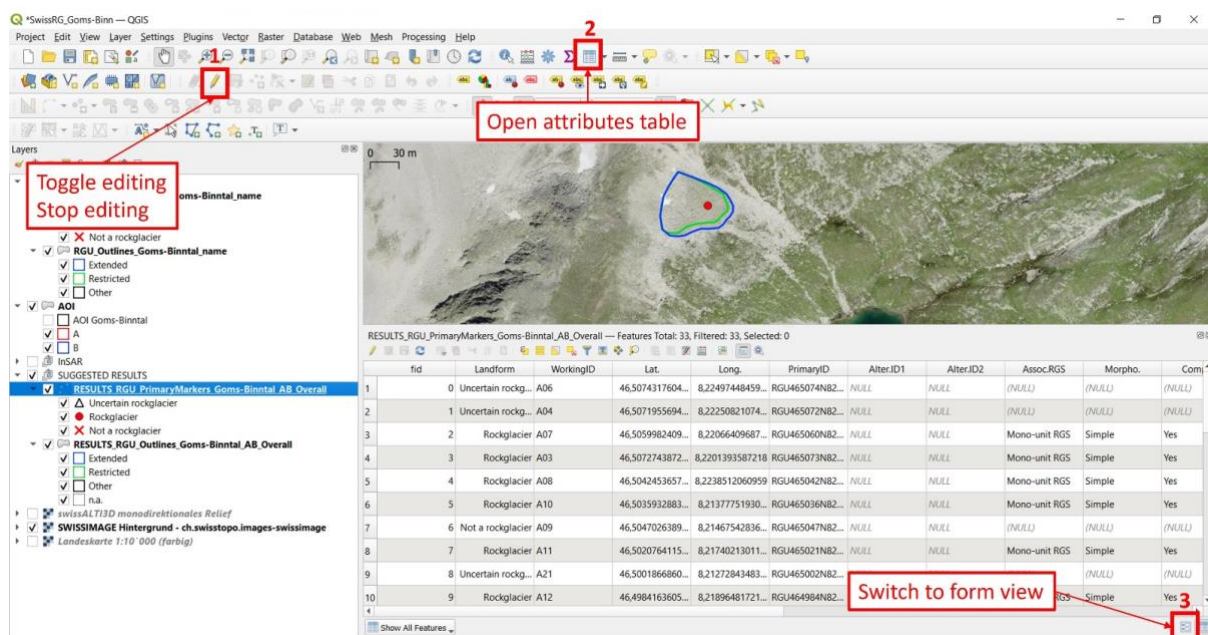 *SwissRG_Goms-Binn — QGIS
Project Edit View Layer Settings Plugins Vector Raster Database Web Mesh Processing Help
1
2
Open attributes table
Layers
Toggle editing
Stop editing
oms-Binntal_name
Not a rockglacier
RGU_Outlines_Goms-Binntal_name
Extended
Restricted
Other
AOI
AOI Goms-Binntal
A
B
InSAR
SUGGESTED RESULTS
RESULTS_RGU_PrimaryMarkers_Goms-Binntal_AB_Overall
Uncertain rockglacier
Rockglacier
Not a rockglacier
RESULTS_RGU_Outlines_Goms-Binntal_AB_Overall
Extended
Restricted
Other
n.a.
swissALTI3D monodirektionales Relief
SWISSIMAGE Hintergrund - ch.swisstopo.images-swissimage
Landeskarte 1:10`000 (farbig)
0 30 m
RESULTS_RGU_PrimaryMarkers_Goms-Binntal_AB_Overall — Features Total: 33, Filtered: 33, Selected: 0
fid Landform WorkingID Lat. Long. PrimaryID Alter.ID1 Alter.ID2 Assoc.RGS Morpho. Com
1 0 Uncertain rockg... A06 46,5074317604... 8,22497448459... RGU465074N82... NULL NULL (NULL) (NULL) (NULL)
2 1 Uncertain rockg... A04 46,5071955694... 8,22250821074... RGU465072N82... NULL NULL (NULL) (NULL) (NULL)
3 2 Rockglacier A07 46,5059982409... 8,22066409687... RGU465060N82... NULL NULL Mono-unit RGS Simple Yes
4 3 Rockglacier A03 46,5072743872... 8,2201393587218 RGU465073N82... NULL NULL Mono-unit RGS Simple Yes
5 4 Rockglacier A08 46,5042453657... 8,2238512060959 RGU465042N82... NULL NULL Mono-unit RGS Simple Yes
6 5 Rockglacier A10 46,5035932883... 8,21377751930... RGU465036N82... NULL NULL Mono-unit RGS Simple Yes
7 6 Not a rockglacier A09 46,5047026389... 8,21467542836... RGU465047N82... NULL NULL (NULL) (NULL) (NULL)
8 7 Rockglacier A11 46,5020764115... 8,21740213011... RGU465021N82... NULL NULL Mono-unit RGS Simple Yes
9 8 Uncertain rockg... A21 46,5001866860... 8,21272843483... RGU465002N82... (NULL) (NULL)
10 9 Rockglacier A12 46,4984163605... 8,21896481721... RGU464984N82... RGS Simple Yes
Switch to form view
3
Show All Features